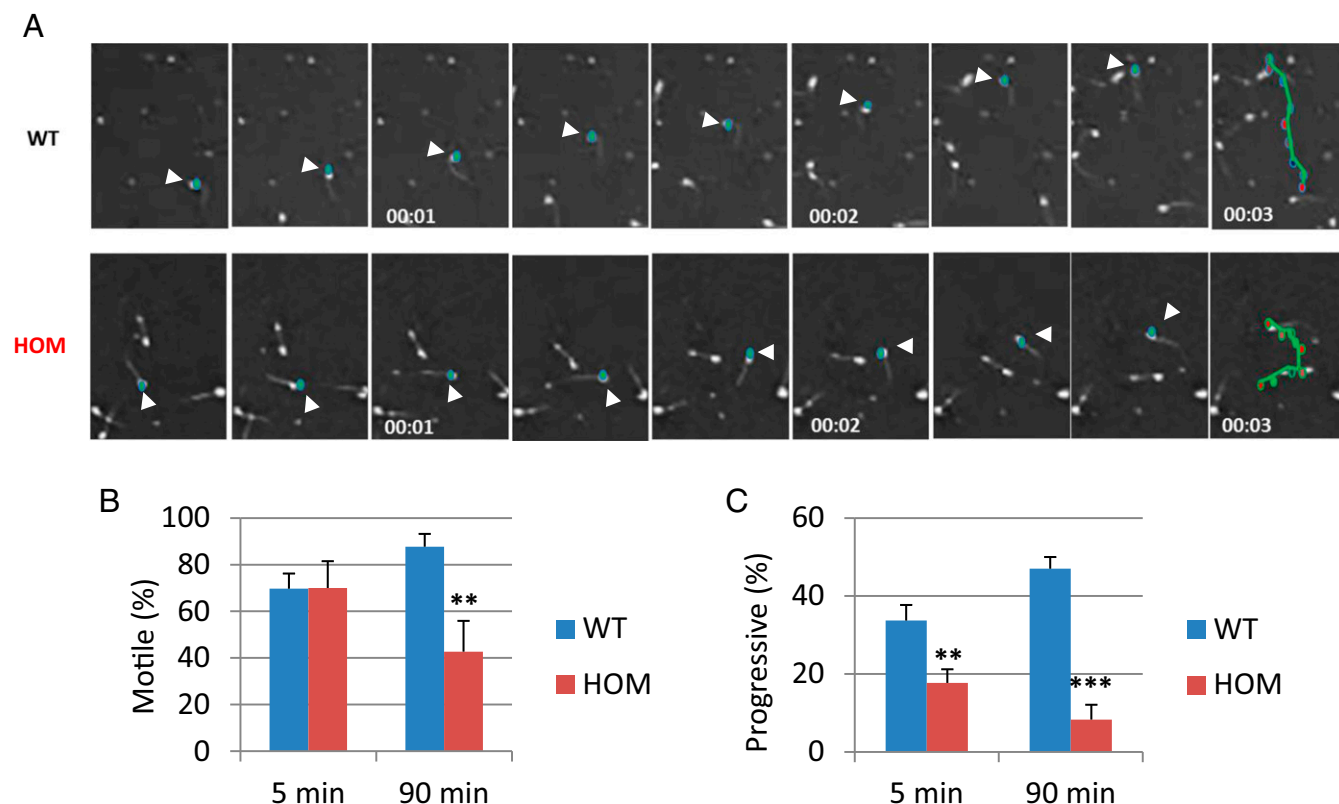 A
WT
00:01
00:02
00:03
HOM
00:01
00:02
00:03
B
Motile (%)
100
80
60
40
20
0
**
5 min
90 min
WT
HOM
C
Progressive (%)
60
40
20
0
**
***
5 min
90 min
WT
HOM